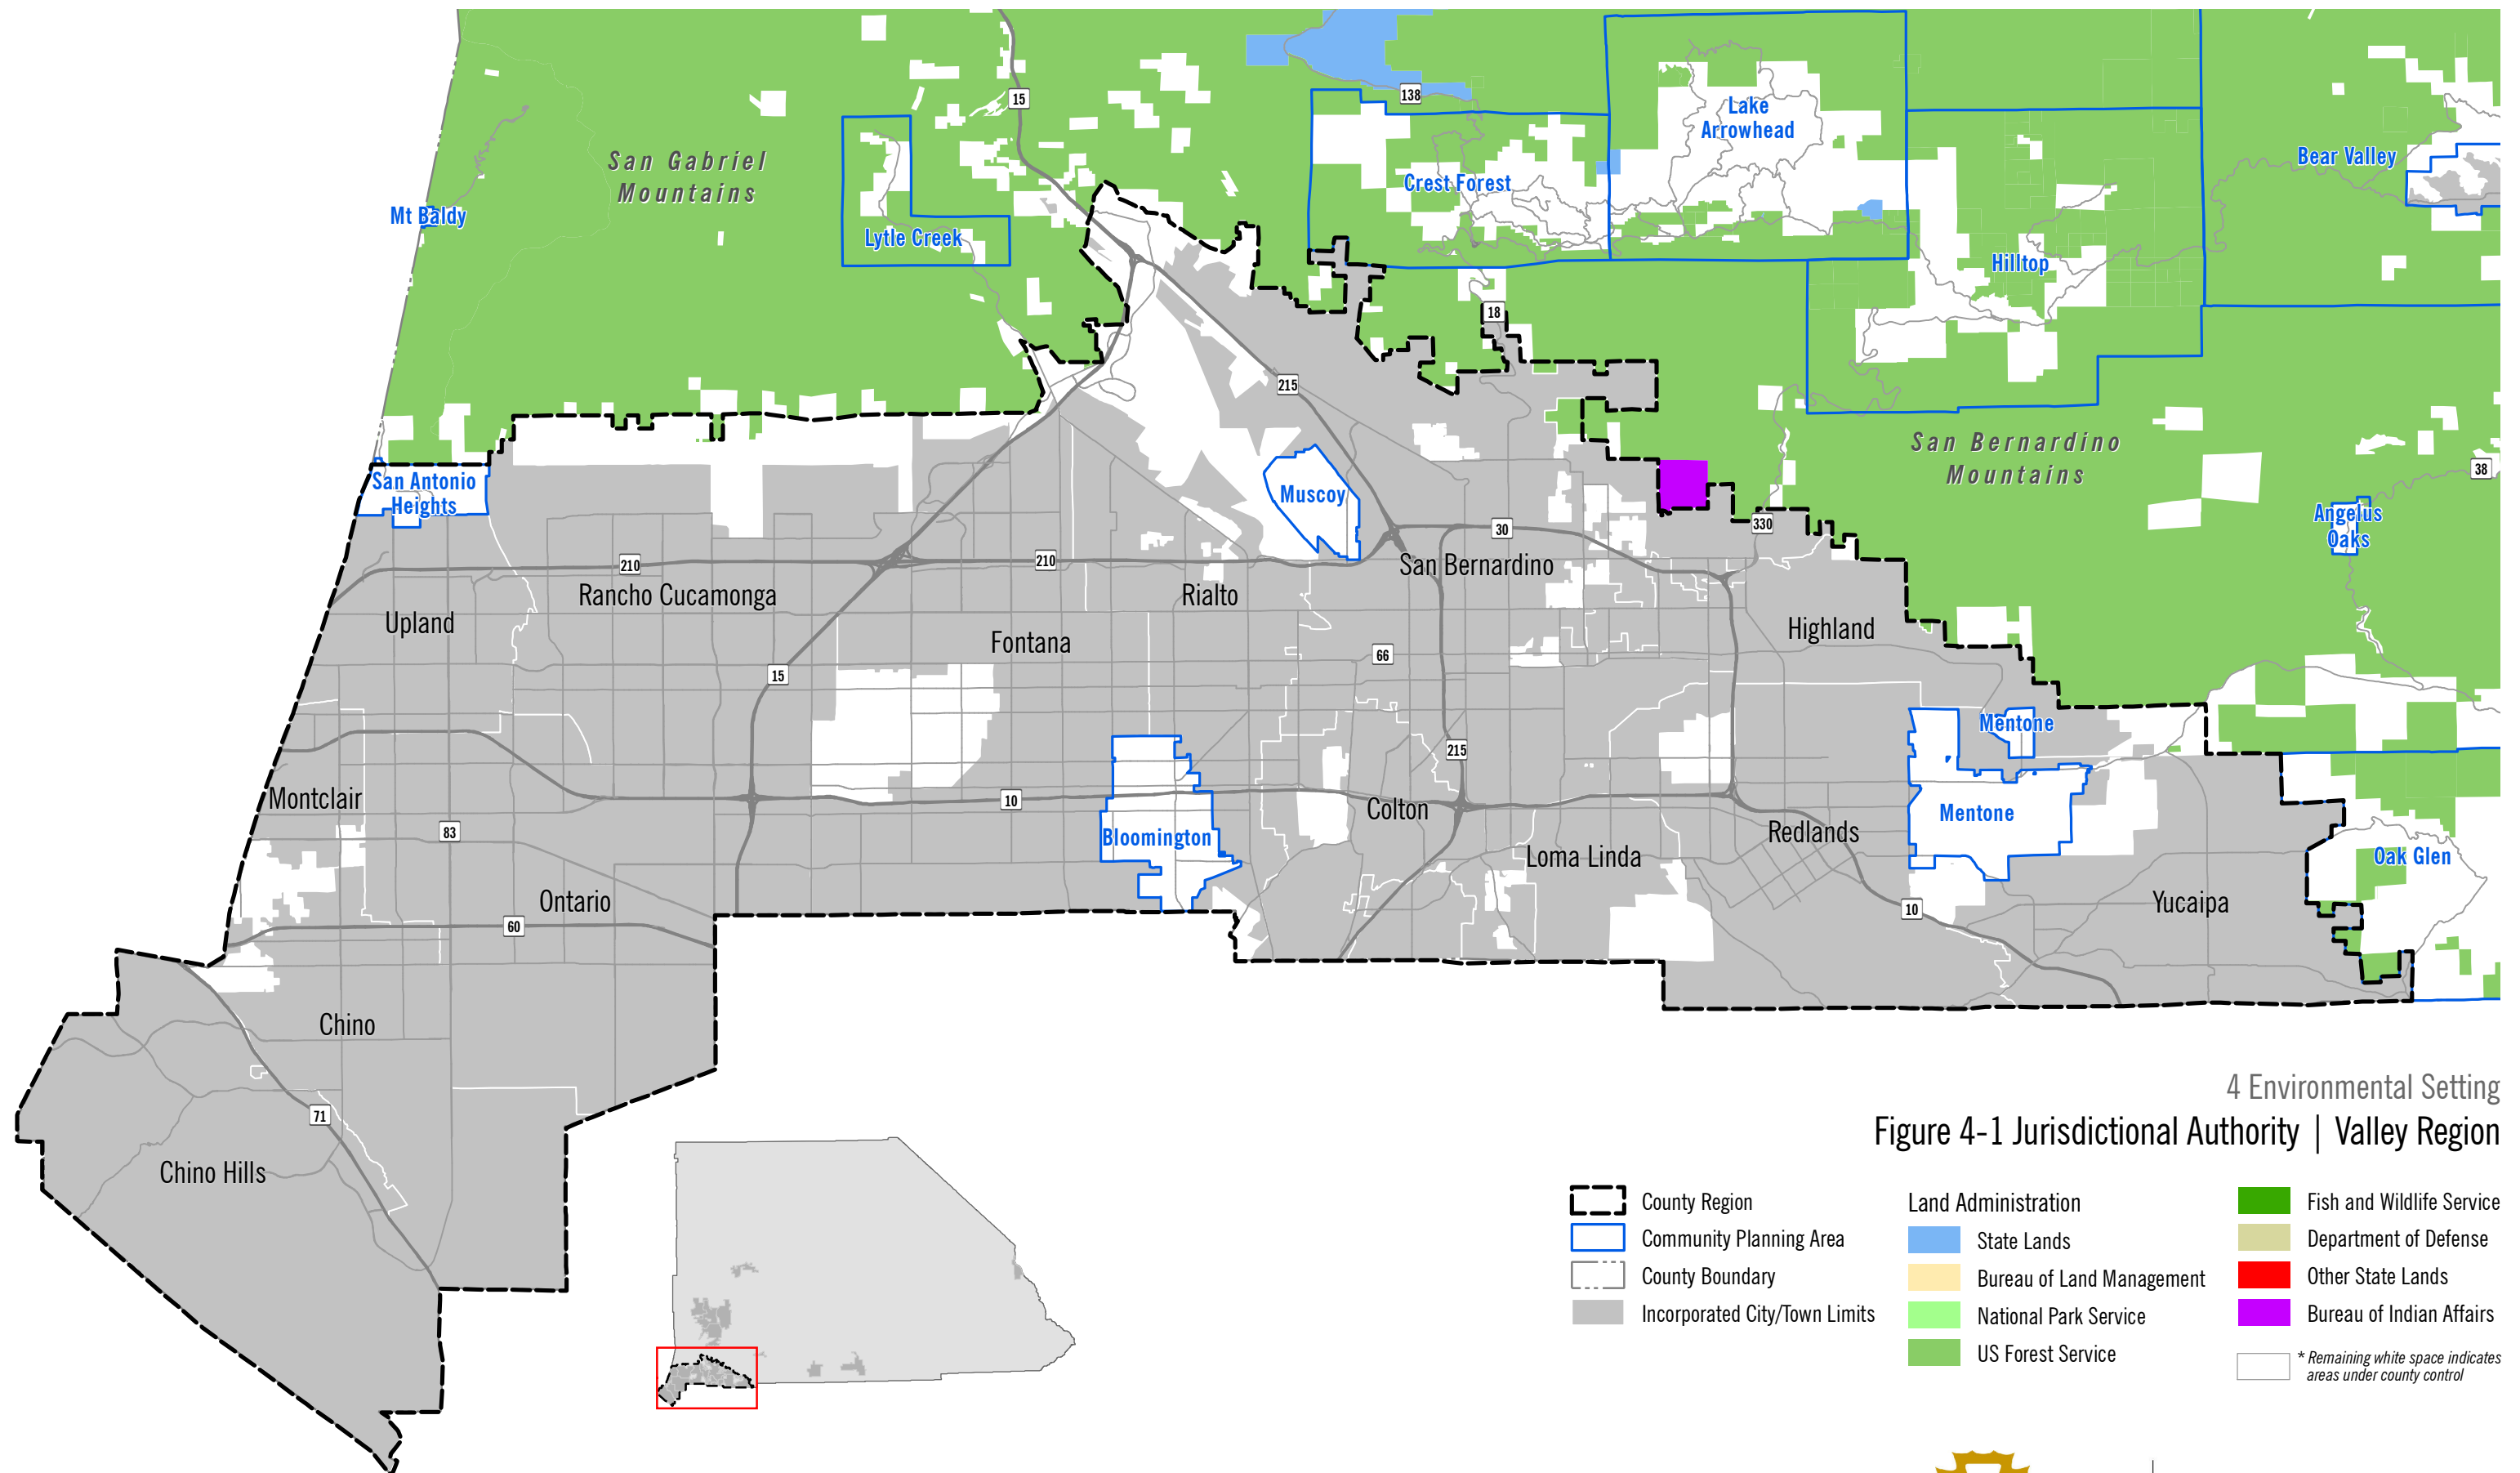 138
15
Lake
Arrowhead
San Gabriel
Mountains
Bear Valley
Crest Forest
Mt Baldy
Lytle Creek
Hilltop
18
215
San Bernardino
Mountains
38
San Antonio
Heights
Muscoy
Angelus
Oaks
330
30
210
210
San Bernardino
Rancho Cucamonga
Rialto
Upland
Highland
Fontana
66
15
Mentone
215
Montclair
10
Colton
Mentone
83
Bloomington
Redlands
Loma Linda
Oak Glen
Ontario
Yucaipa
10
60
Chino
71
Chino Hills
4 Environmental Setting
Figure 4-1 Jurisdictional Authority | Valley Region
County Region
Community Planning Area
County Boundary
Incorporated City/Town Limits
Land Administration
State Lands
Bureau of Land Management
National Park Service
US Forest Service
Fish and Wildlife Service
Department of Defense
Other State Lands
Bureau of Indian Affairs
* Remaining white space indicates
areas under county control